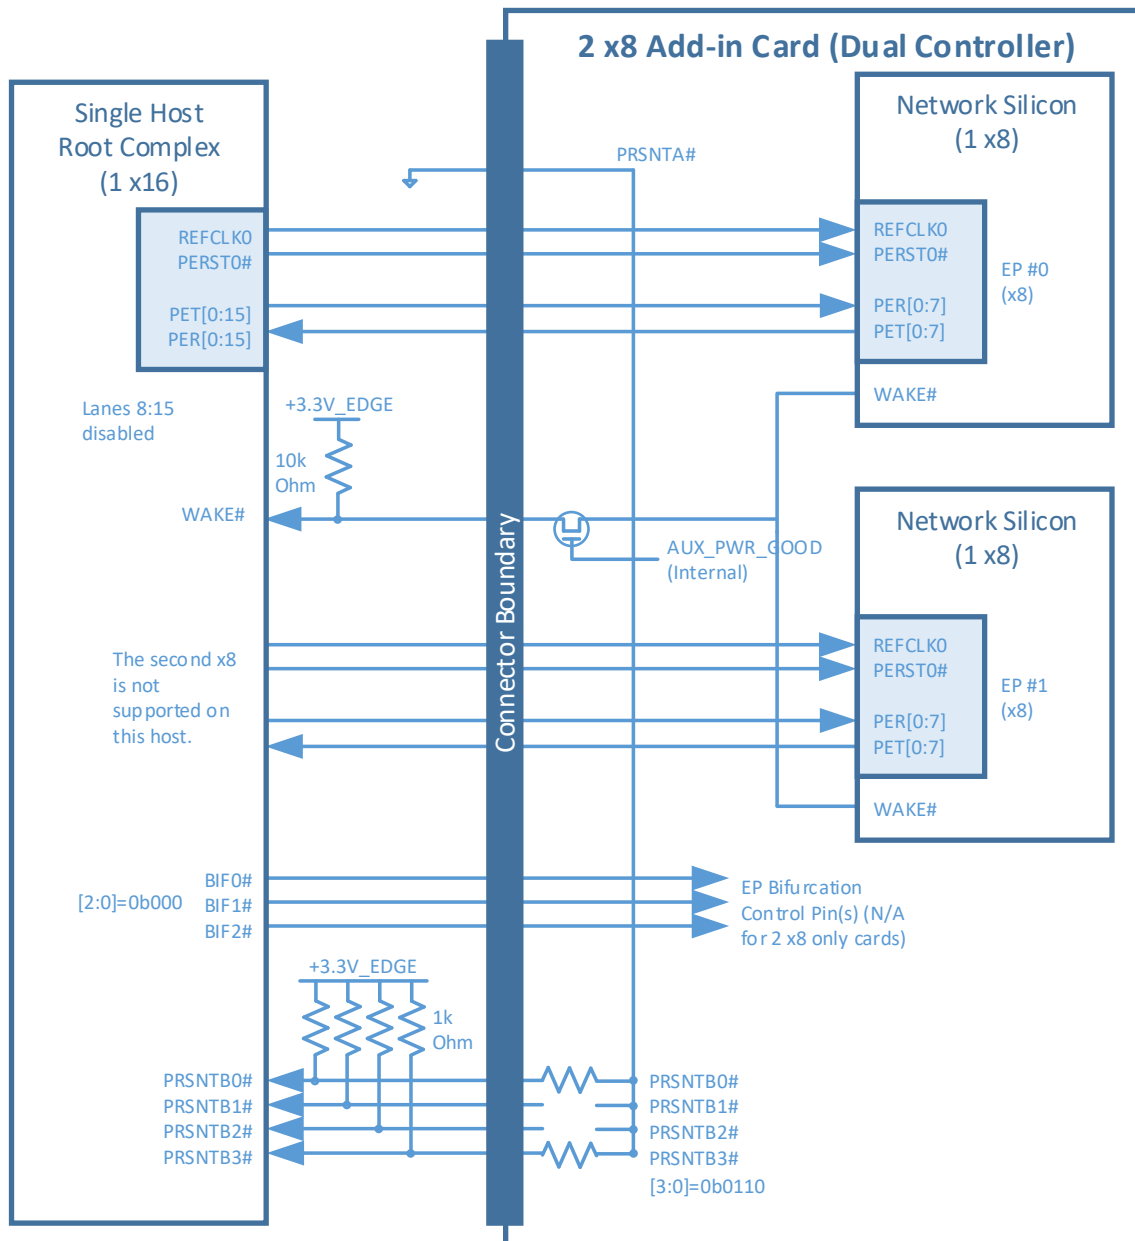 2 x8 Add-in Card (Dual Controller)
Single Host
Root Complex
(1 x16)
REFCLK0
PERST0#
PET[0:15]
PER[0:15]
Lanes 8:15
disabled
+3.3V_EDGE
10k
Ohm
WAKE#
The second x8
is not
supported on
this host.
BIF0#
[2:0]=0b000
BIF1#
BIF2#
+3.3V_EDGE
1k
Ohm
PRSNTB0#
PRSNTB1#
PRSNTB2#
PRSNTB3#
Connector Boundary
PRSNTA#
Network Silicon
(1 x8)
REFCLK0
PERST0#
PER[0:7]
PET[0:7]
EP #0
(x8)
WAKE#
AUX_PWR_GOOD
(Internal)
Network Silicon
(1 x8)
REFCLK0
PERST0#
PER[0:7]
PET[0:7]
EP #1
(x8)
WAKE#
EP Bifurcation
Control Pin(s) (N/A
for 2 x8 only cards)
PRSNTB0#
PRSNTB1#
PRSNTB2#
PRSNTB3#
[3:0]=0b0110